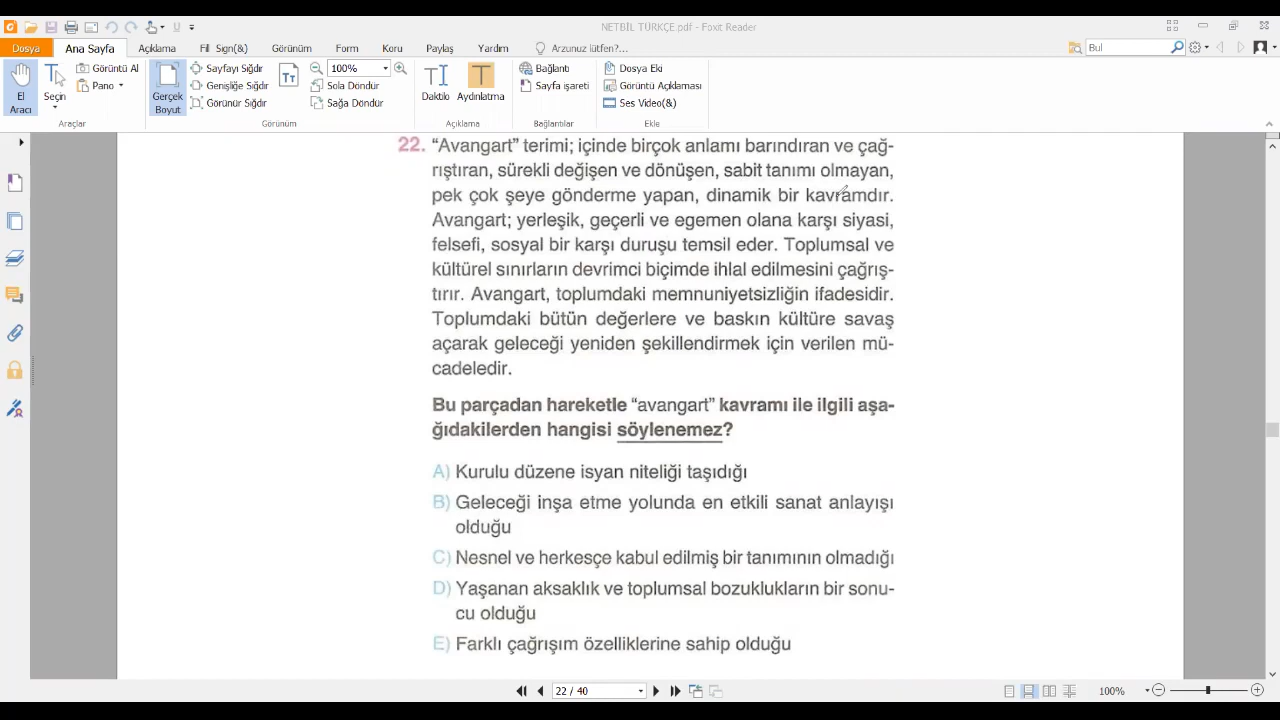 NETBİL TÜRKÇE.pdf - Foxit Reader
Dosya Ana Sayfa Açıklama Fil Sign(&) Görünüm Form Koru Paylaş Yardım Arzunuz lütfen?... Bul
El Aracı
Seçin
Görüntü Al
Pano
Araçlar
Gerçek Boyut
Sayfayı Sığdır
Genişliğe Sığdır
Görünür Sığdır
100%
Sola Döndür
Sağa Döndür
Görünüm
Daktilo
Aydınlatma
Açıklama
Bağlantı
Sayfa işareti
Bağlantılar
Dosya Eki
Görüntü Açıklaması
Ses Video(&)
Ekle
22. “Avangart” terimi; içinde birçok anlamı barındıran ve çağ-
rıştıran, sürekli değişen ve dönüşen, sabit tanımı olmayan,
pek çok şeye gönderme yapan, dinamik bir kavramdır.
Avangart; yerleşik, geçerli ve egemen olana karşı siyasi,
felsefi, sosyal bir karşı duruşu temsil eder. Toplumsal ve
kültürel sınırların devrimci biçimde ihlal edilmesini çağrış-
tırır. Avangart, toplumdaki memnuniyetsizliğin ifadesidir.
Toplumdaki bütün değerlere ve baskın kültüre savaş
açarak geleceği yeniden şekillendirmek için verilen mü-
cadeledir.
Bu parçadan hareketle “avangart” kavramı ile ilgili aşa-
ğıdakilerden hangisi söylenemez?
A) Kurulu düzene isyan niteliği taşıdığı
B) Geleceği inşa etme yolunda en etkili sanat anlayışı
olduğu
C) Nesnel ve herkesçe kabul edilmiş bir tanımının olmadığı
D) Yaşanan aksaklık ve toplumsal bozuklukların bir sonu-
cu olduğu
E) Farklı çağrışım özelliklerine sahip olduğu
22 / 40
100%